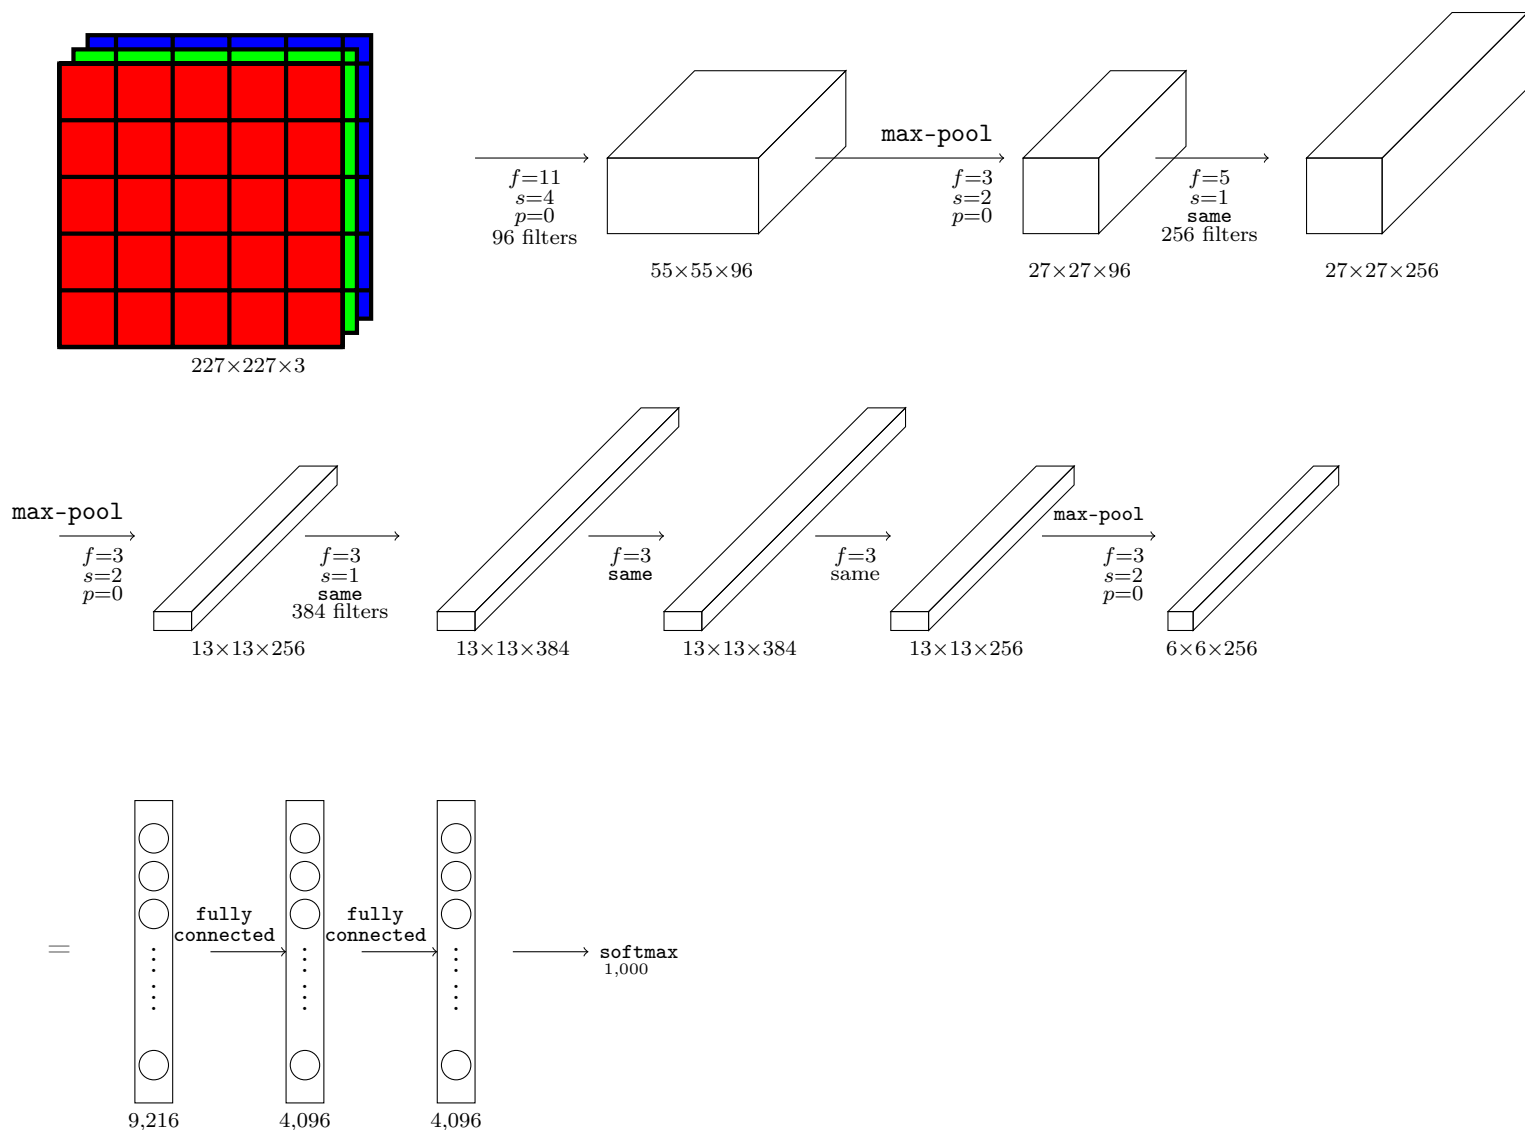 max-pool
f=11
s=4
p=0
96 filters
f=3
s=2
p=0
f=5
s=1
same
256 filters
55×55×96
27×27×96
27×27×256
227×227×3
max-pool
f=3
s=2
p=0
f=3
s=1
same
384 filters
f=3
same
f=3
same
max-pool
f=3
s=2
p=0
13×13×256
13×13×384
13×13×384
13×13×256
6×6×256
=
fully
connected
fully
connected
softmax
1,000
9,216
4,096
4,096